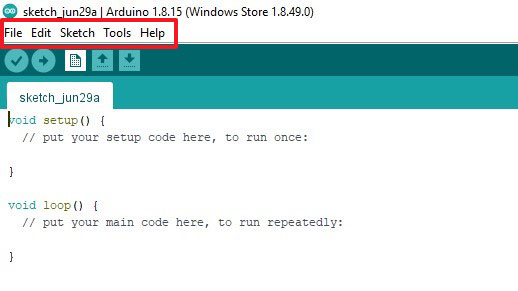 sketch_jun29a | Arduino 1.8.15 (Windows Store 1.8.49.0)
File Edit Sketch Tools Help
sketch_jun29a
void setup() {
  // put your setup code here, to run once:
}
void loop() {
  // put your main code here, to run repeatedly:
}